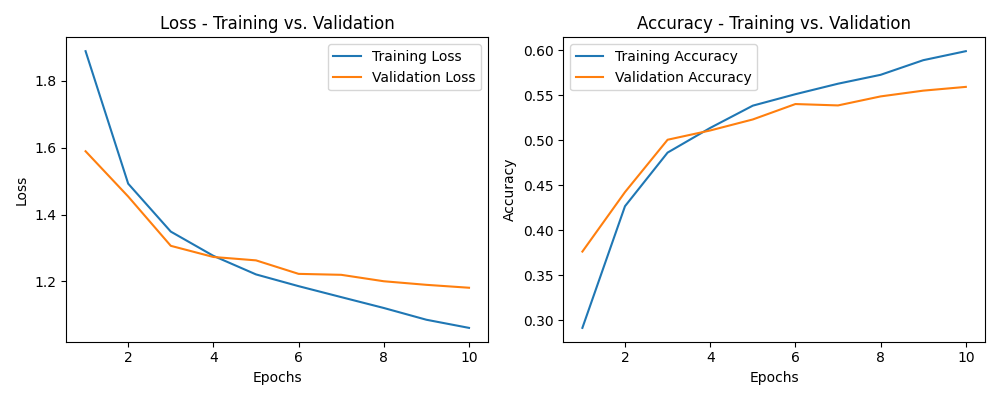 Loss - Training vs. Validation
Training Loss
Validation Loss
1.8
1.6
1.4
1.2
Loss
2
4
6
8
10
Epochs
Accuracy - Training vs. Validation
Training Accuracy
Validation Accuracy
0.60
0.55
0.50
0.45
0.40
0.35
0.30
Accuracy
2
4
6
8
10
Epochs